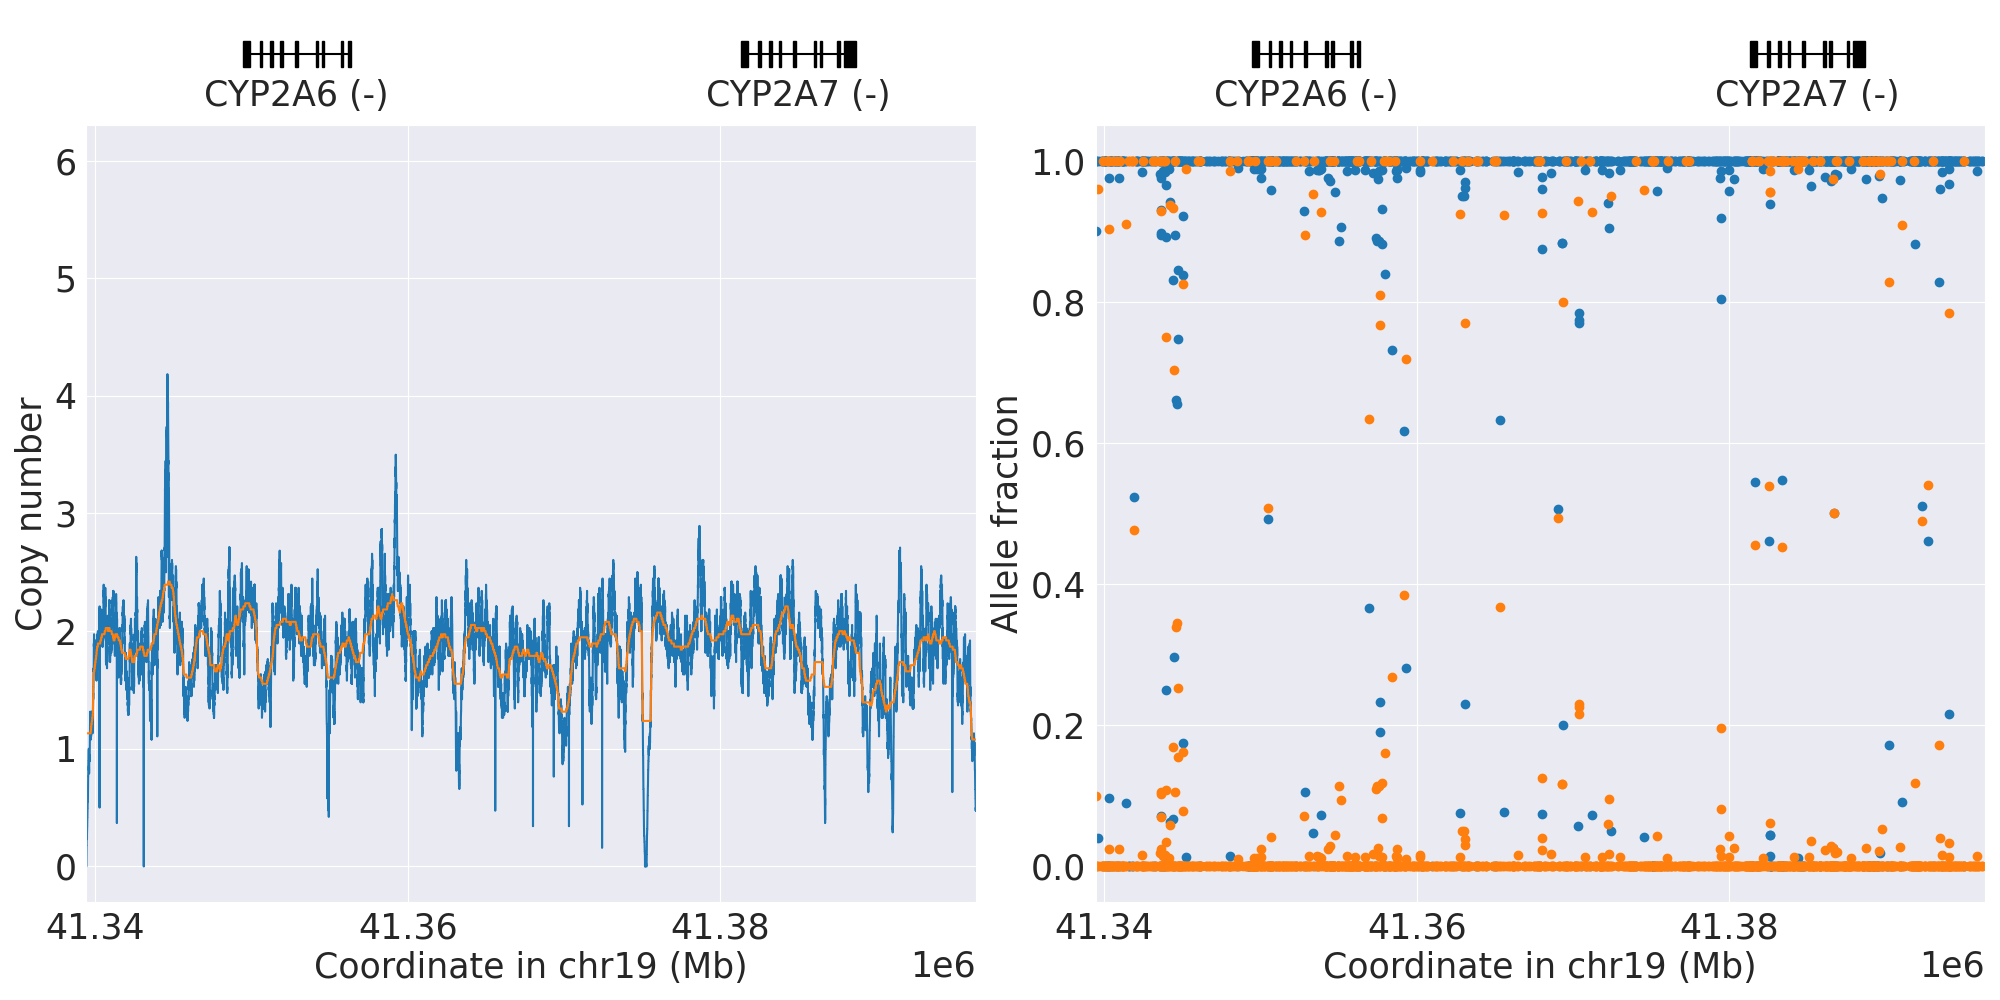 CYP2A6 (-) CYP2A7 (-)
6
5
4
3
2
1
0
Copy number
41.34 41.36 41.38
Coordinate in chr19 (Mb) 1e6
CYP2A6 (-) CYP2A7 (-)
1.0
0.8
0.6
0.4
0.2
0.0
Allele fraction
41.34 41.36 41.38
Coordinate in chr19 (Mb) 1e6